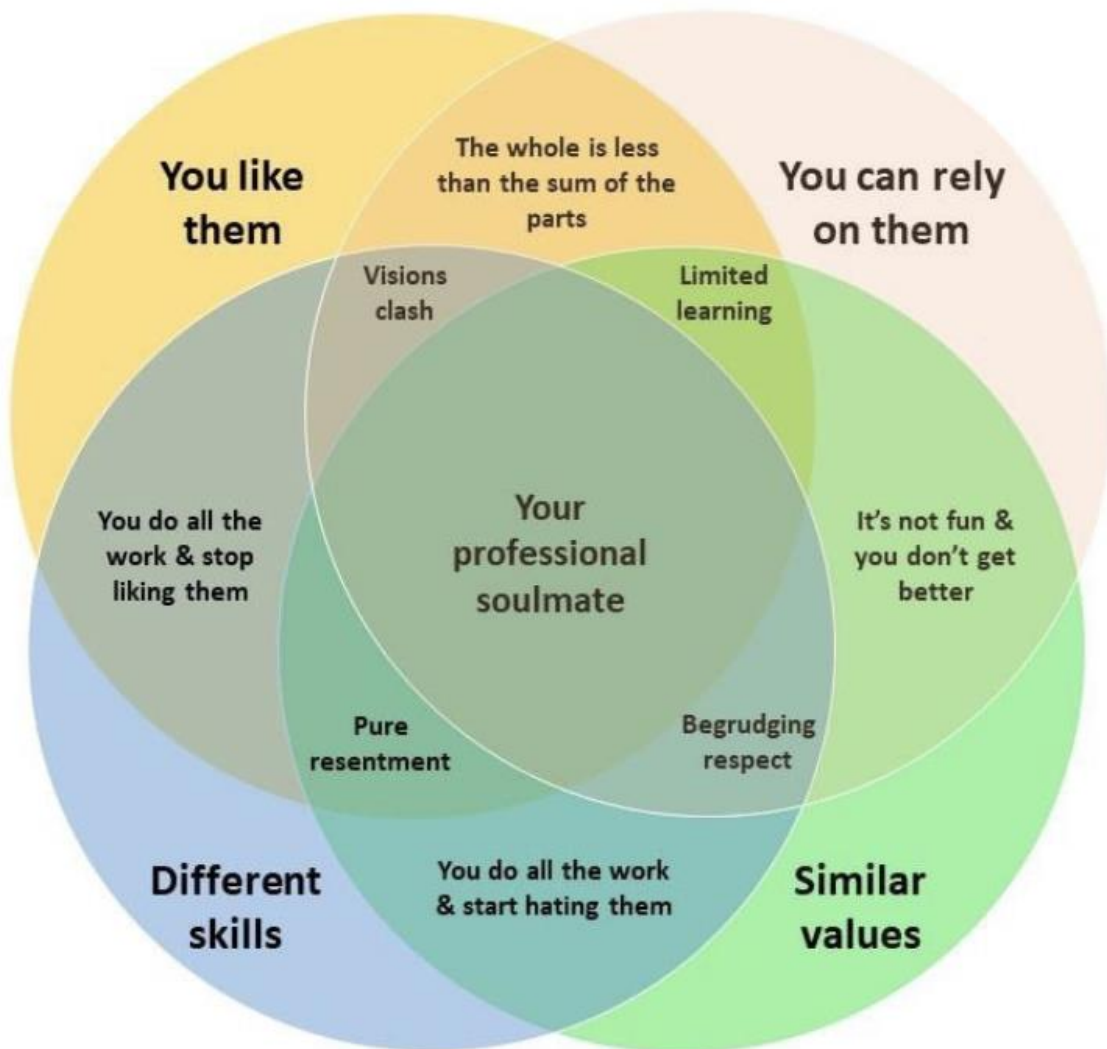 The whole is less
than the sum of the
parts
You like
them
You can rely
on them
Visions
clash
Limited
learning
You do all the
work & stop
liking them
Your
professional
soulmate
It's not fun &
you don't get
better
Pure
resentment
Begrudging
respect
Different
skills
You do all the work
& start hating them
Similar
values